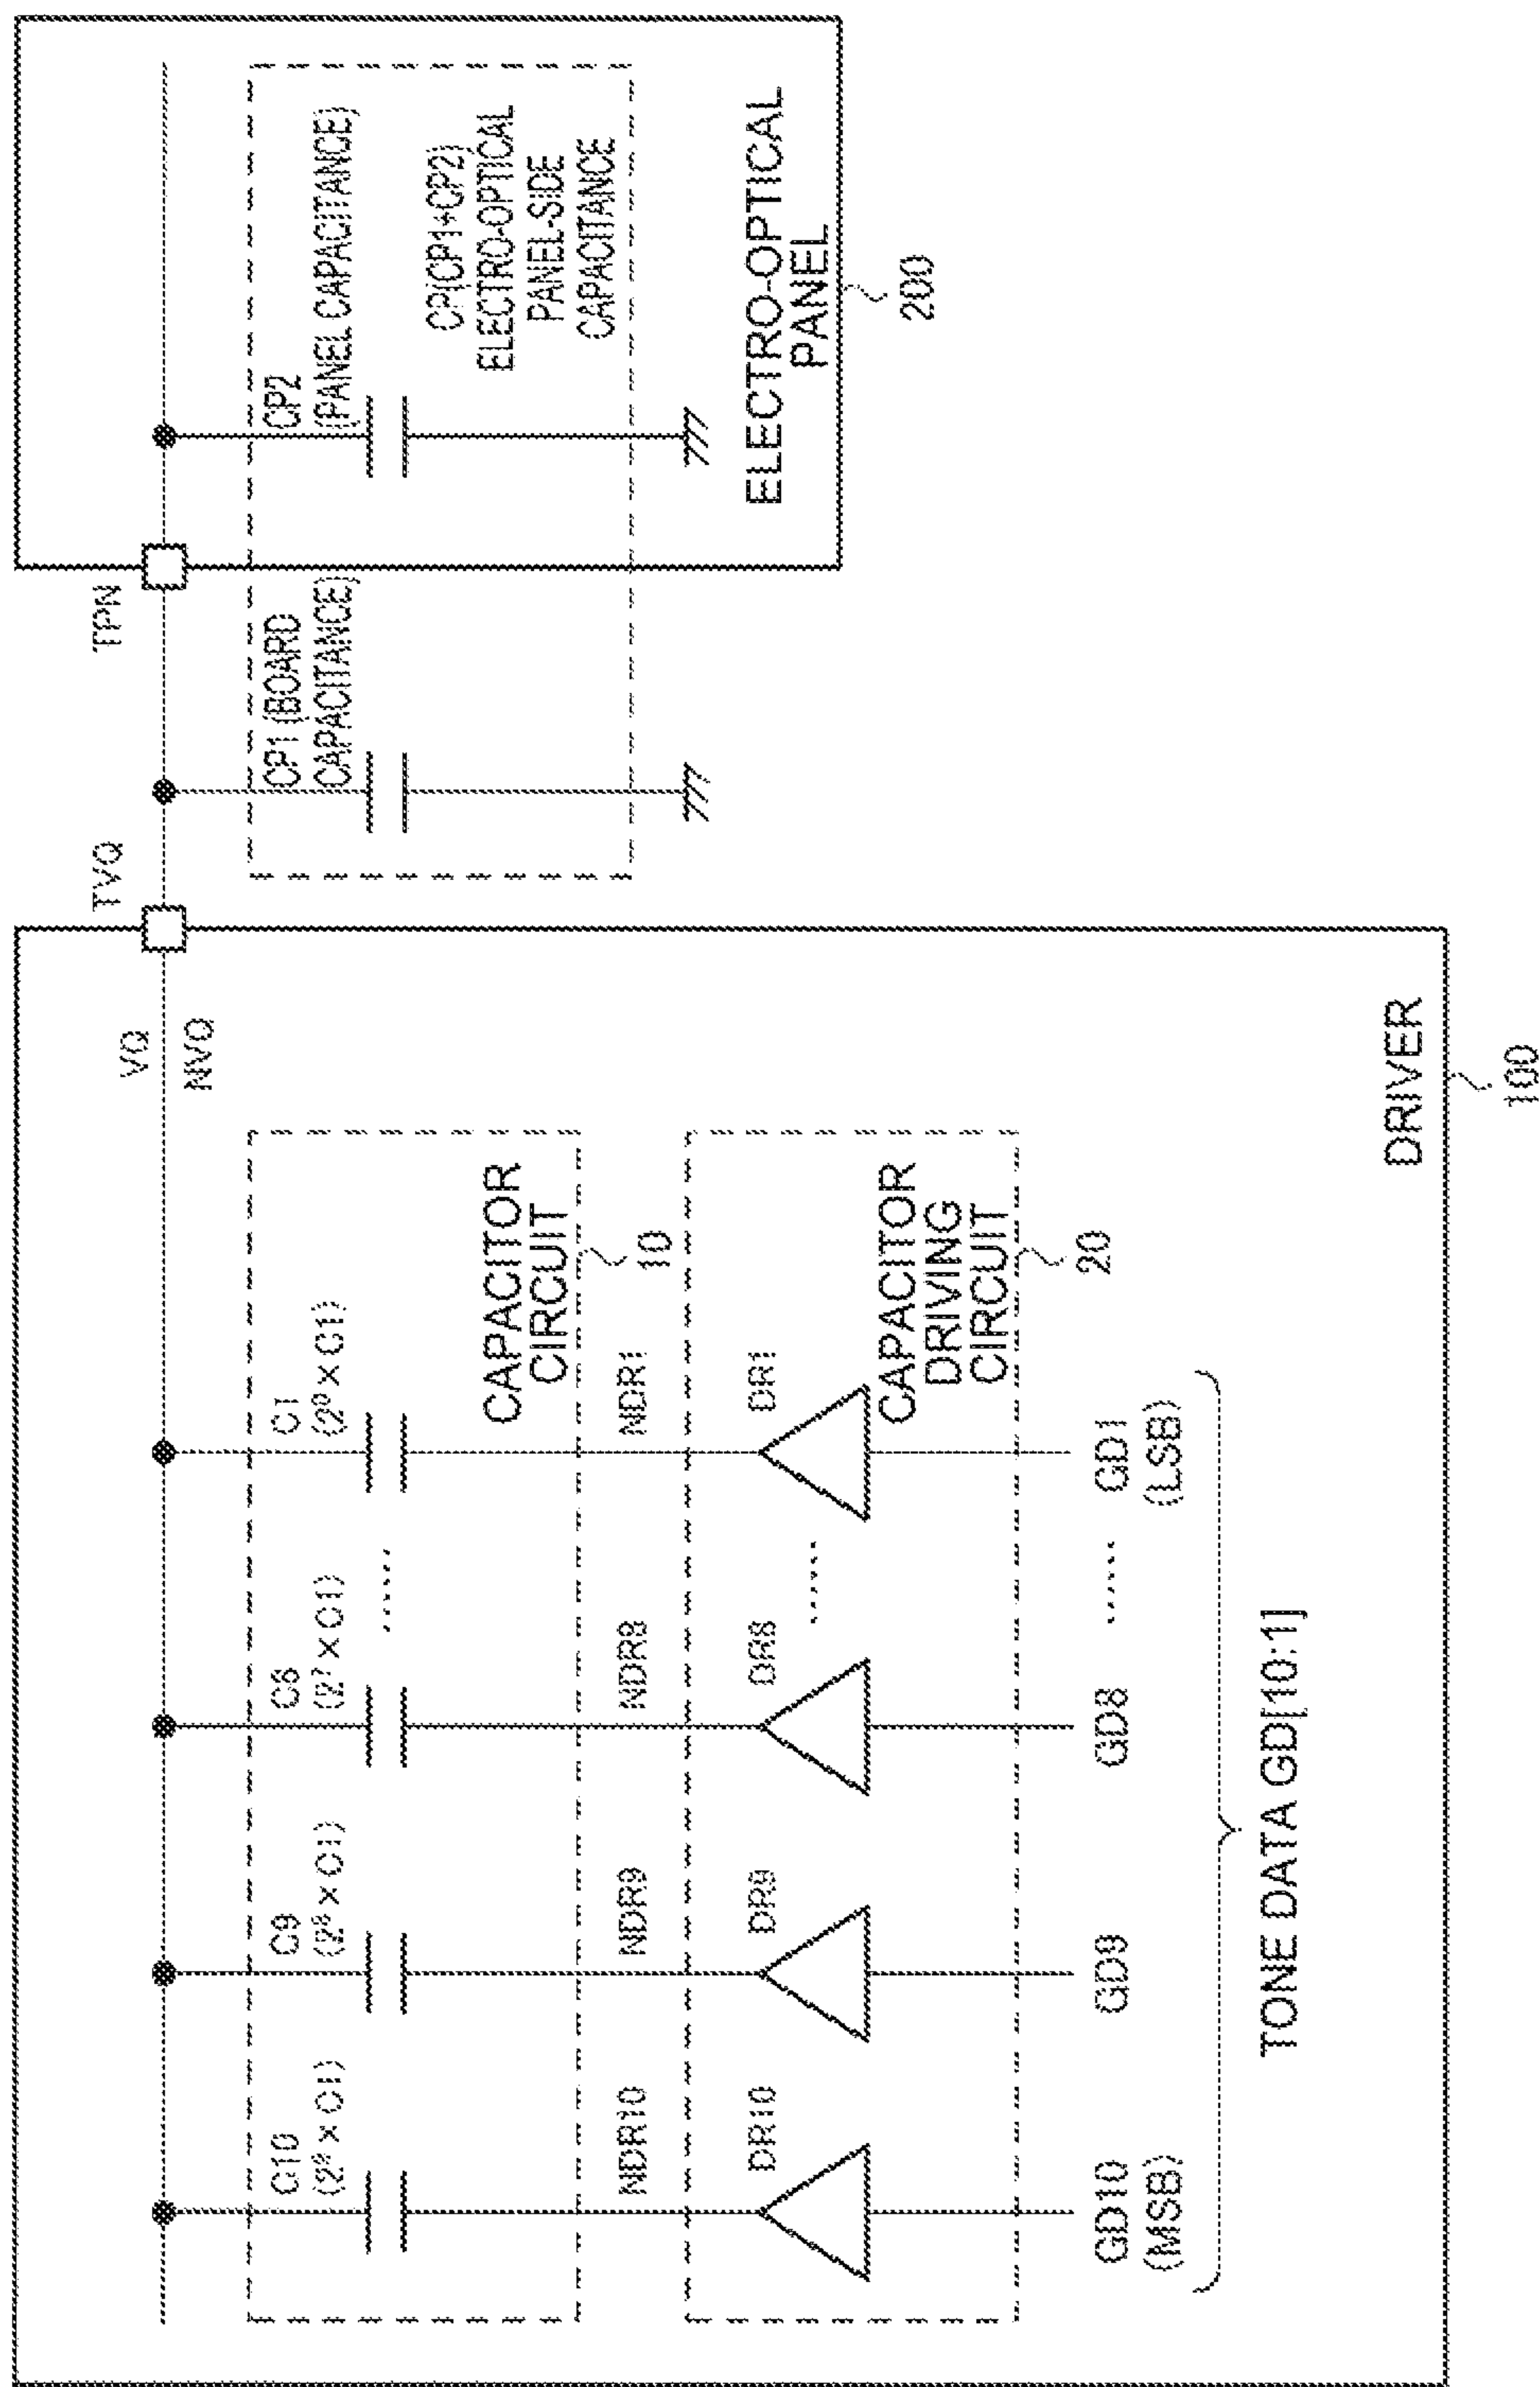 VQ
NVQ
TVQ
TPN
C10
(2⁹×C1)
C9
(2⁸×C1)
C8
(2⁷×C1)
......
C1
(2⁰×C1)
CAPACITOR
CIRCUIT
10
CP1 (BOARD
CAPACITANCE)
CP2
(PANEL CAPACITANCE)
CP(CP1+CP2)
ELECTRO-OPTICAL
PANEL-SIDE
CAPACITANCE
NDR10
NDR9
NDR8
NDR1
DR10
DR9
DR8
......
DR1
CAPACITOR
DRIVING
CIRCUIT
20
ELECTRO-OPTICAL
PANEL
200
GD10
(MSB)
GD9
GD8
......
GD1
(LSB)
TONE DATA GD[10:1]
DRIVER
100